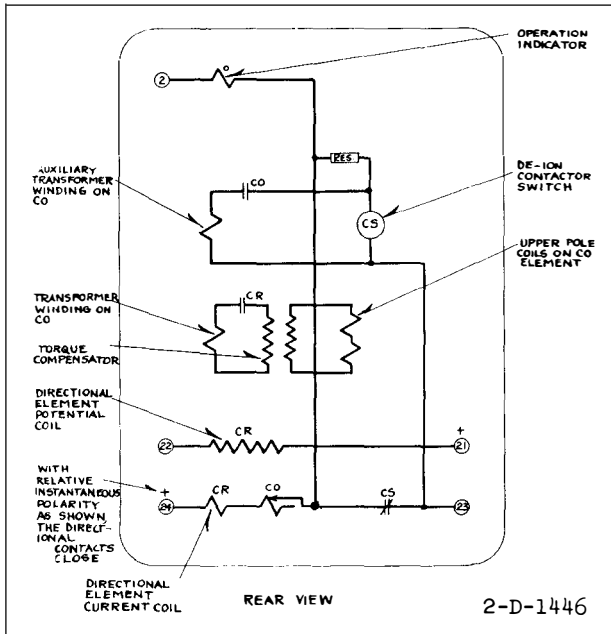 OPERATION
INDICATOR
O
2
RES
AUXILIARY
TRANSFORMER
WINDING ON
CO
CO
DE-ION
CONTACTOR
SWITCH
CS
UPPER POLE
COILS ON CO
ELEMENT
CR
TRANSFORMER
WINDING ON
CO
TORQUE
COMPENSATOR
DIRECTIONAL
ELEMENT
POTENTIAL
COIL
CR
+
22
21
WITH
RELATIVE
INSTANTANEOUS
POLARITY
AS SHOWN
THE DIRECT-
IONAL
CONTACTS
CLOSE
+
CR
CO
CS
24
23
DIRECTIONAL
ELEMENT
CURRENT COIL
REAR VIEW
2-D-1446